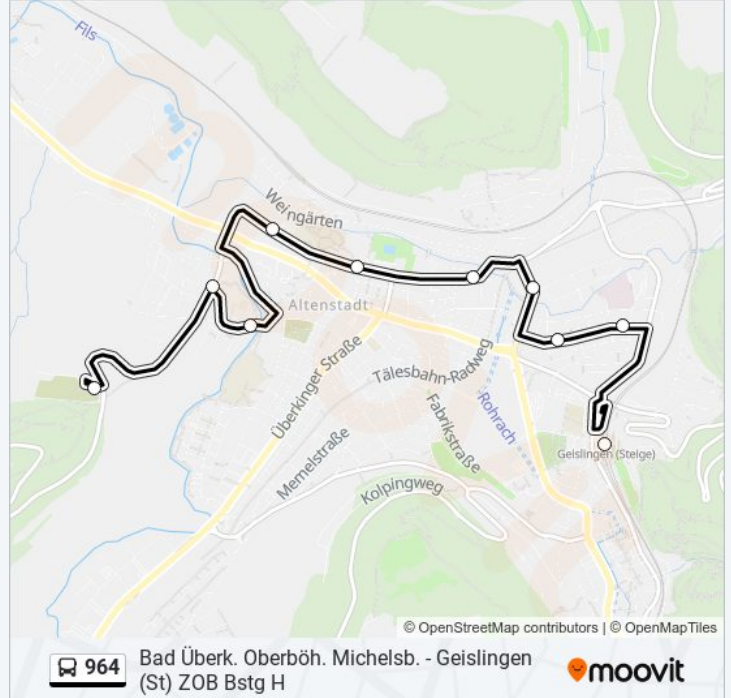 Fils
Weingärten
Altenstadt
Überkinger Straße
Tälesbahn-Radweg
Rohrach
Fabrikstraße
Memelstraße
Geislingen (Steige)
Kolpingweg
© OpenStreetMap contributors | © OpenMapTiles
964
Bad Überk. Oberböh. Michelsb. - Geislingen
(St) ZOB Bstg H
moovit